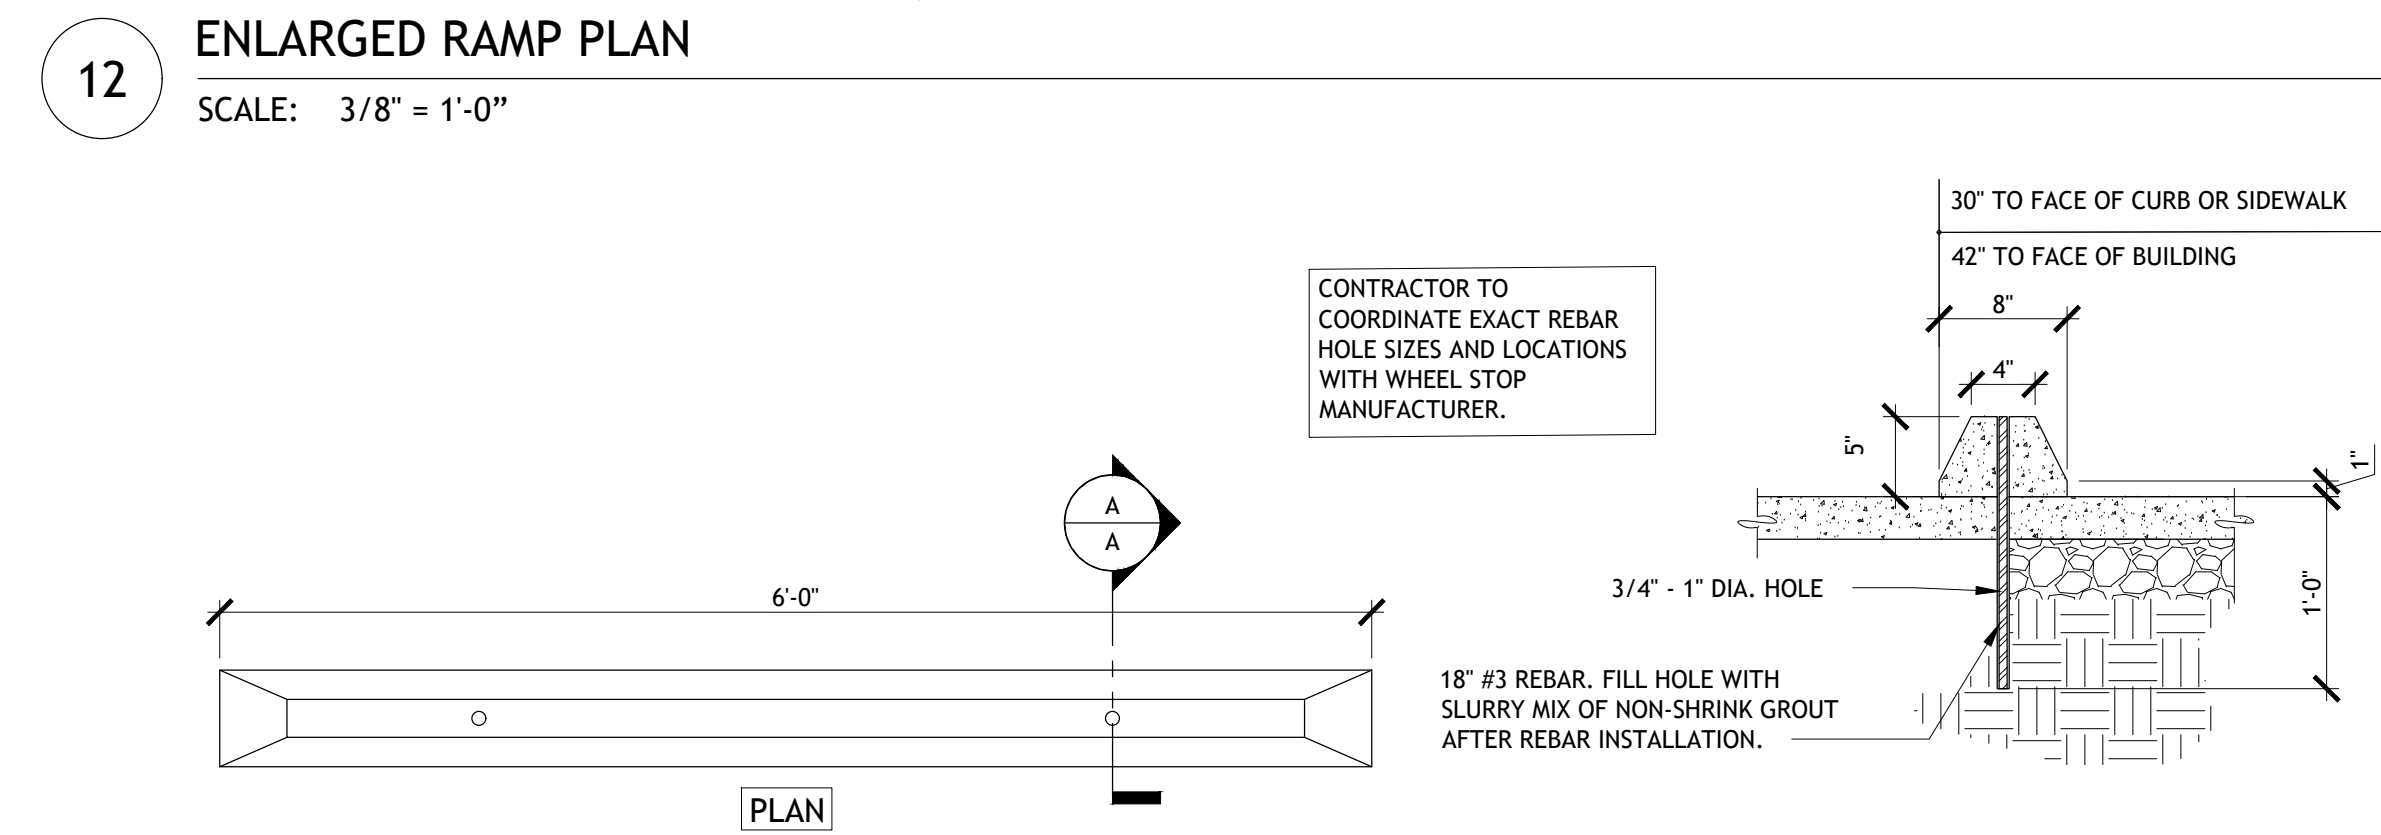 12
ENLARGED RAMP PLAN
SCALE: 3/8" = 1'-0”
30" TO FACE OF CURB OR SIDEWALK
42" TO FACE OF BUILDING
CONTRACTOR TO
COORDINATE EXACT REBAR
HOLE SIZES AND LOCATIONS
WITH WHEEL STOP
MANUFACTURER.
8"
4"
5"
1"
1'-0"
A
A
6'-0"
3/4" - 1" DIA. HOLE
18" #3 REBAR. FILL HOLE WITH
SLURRY MIX OF NON-SHRINK GROUT
AFTER REBAR INSTALLATION.
PLAN